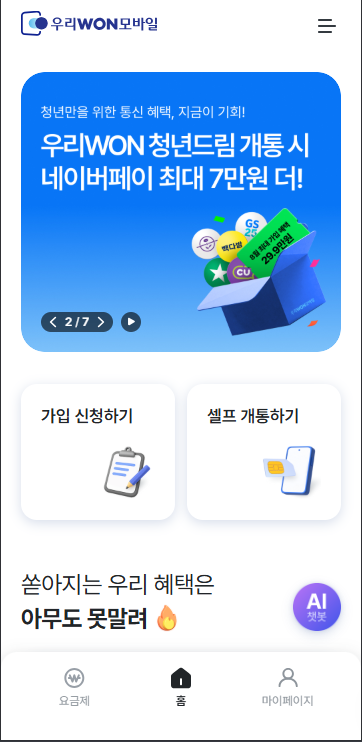 우리WON모바일
청년만을 위한 통신 혜택, 지금이 기회!
우리WON 청년드림 개통 시
네이버페이 최대 7만원 더!
GS
25
빽다방
CU
8월 최대 가입 혜택
29.9만원
2 / 7
가입 신청하기
셀프 개통하기
쏟아지는 우리 혜택은
아무도 못말려
AI
챗봇
요금제
홈
마이페이지